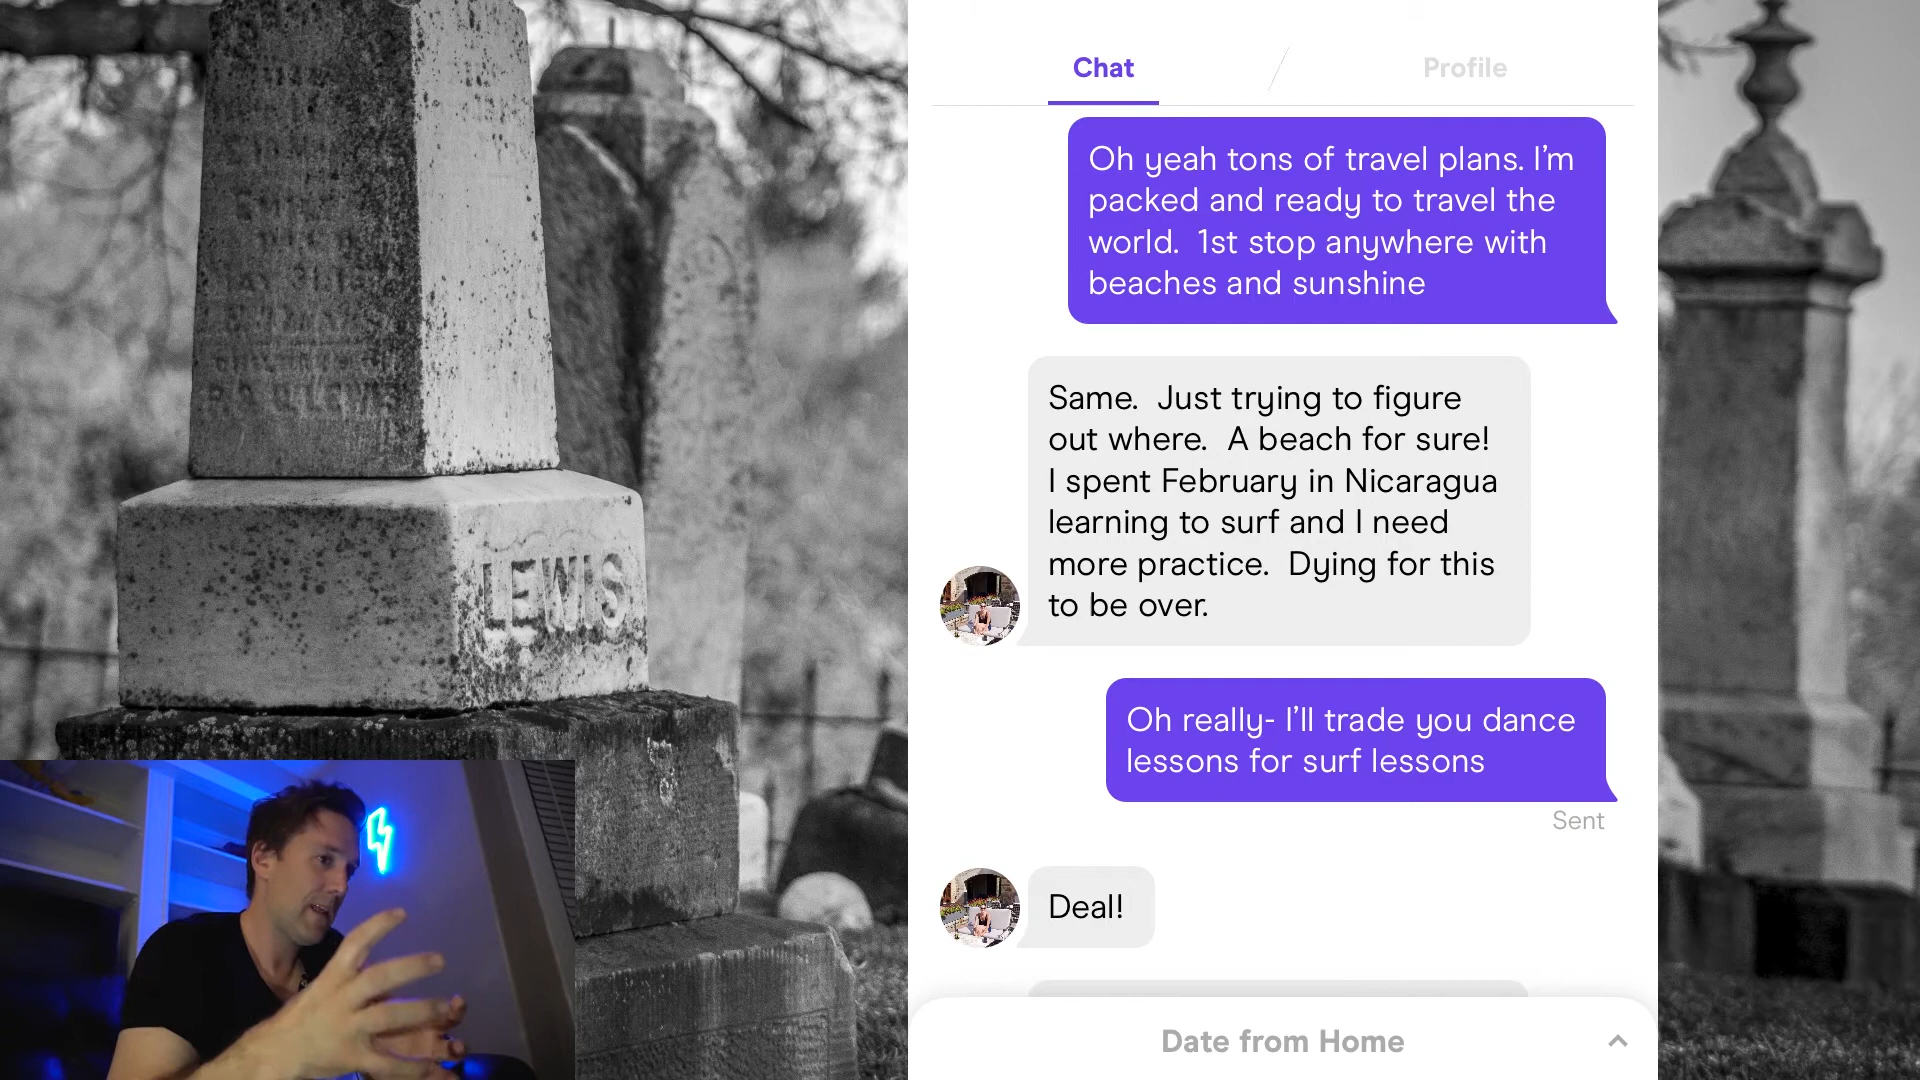 LEWIS
Chat
Profile
Oh yeah tons of travel plans. I'm
packed and ready to travel the
world.  1st stop anywhere with
beaches and sunshine
Same.  Just trying to figure
out where.  A beach for sure!
I spent February in Nicaragua
learning to surf and I need
more practice.  Dying for this
to be over.
Oh really- I'll trade you dance
lessons for surf lessons
Sent
Deal!
Date from Home